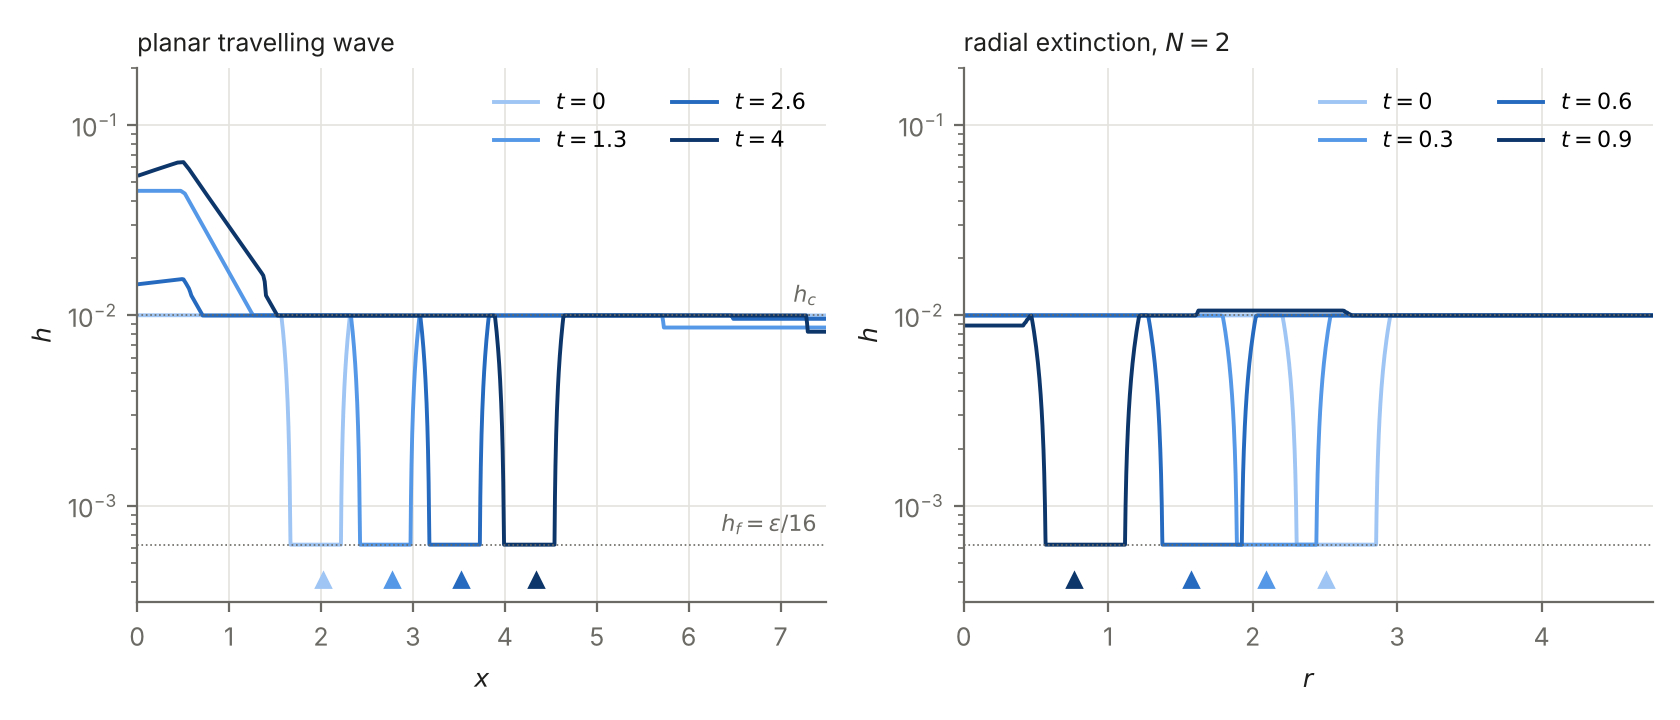 planar travelling wave
t = 0
t = 2.6
t = 1.3
t = 4
10⁻¹
10⁻²
10⁻³
h
h_c
h_f = ε/16
0 1 2 3 4 5 6 7
x
radial extinction, N = 2
t = 0
t = 0.6
t = 0.3
t = 0.9
10⁻¹
10⁻²
10⁻³
h
0 1 2 3 4
r